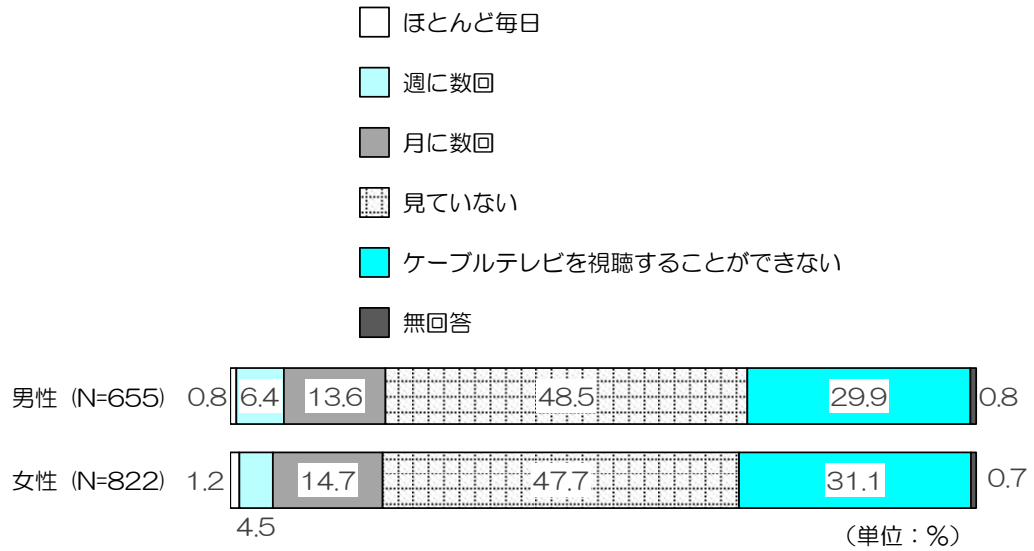 ほとんど毎日
週に数回
月に数回
見ていない
ケーブルテレビを視聴することができない
無回答
男性 (N=655) 0.8 6.4 13.6 48.5 29.9 0.8
女性 (N=822) 1.2 14.7 47.7 31.1 0.7
4.5
（単位：%）